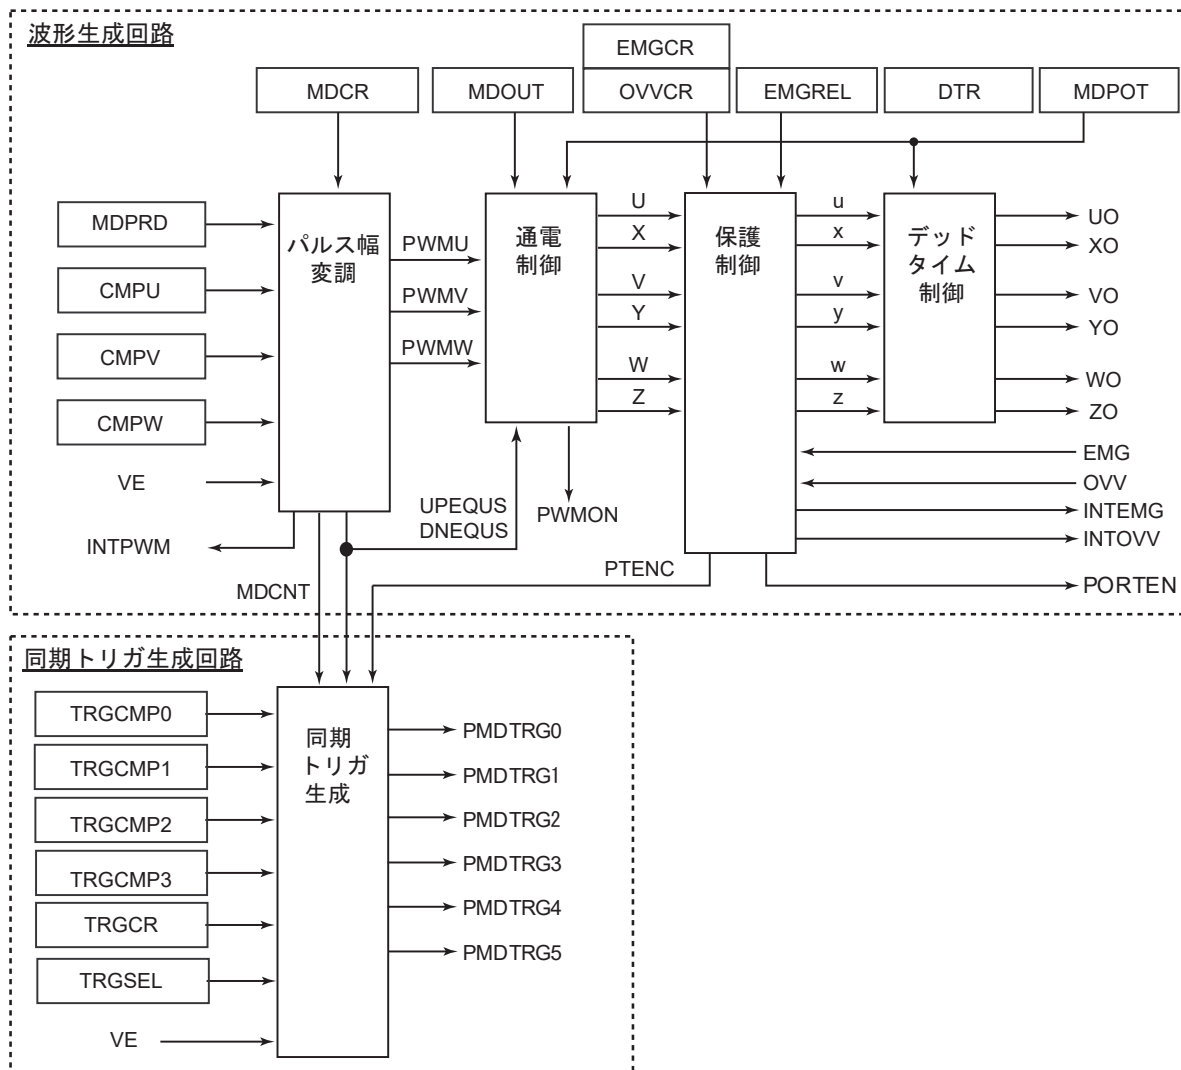 波形生成回路
EMGCR
MDCR
MDOUT
OVVCR
EMGREL
DTR
MDPOT
MDPRD
CMPU
CMPV
CMPW
VE
INTPWM
パルス幅
変調
PWMU
PWMV
PWMW
通電
制御
U
X
V
Y
W
Z
保護
制御
u
x
v
y
w
z
デッド
タイム
制御
UO
XO
VO
YO
WO
ZO
EMG
OVV
INTEMG
INTOVV
PORTEN
UPEQUS
DNEQUS
PWMON
PTENC
MDCNT
同期トリガ生成回路
TRGCMP0
TRGCMP1
TRGCMP2
TRGCMP3
TRGCR
TRGSEL
VE
同期
トリガ
生成
PMDTRG0
PMDTRG1
PMDTRG2
PMDTRG3
PMDTRG4
PMDTRG5